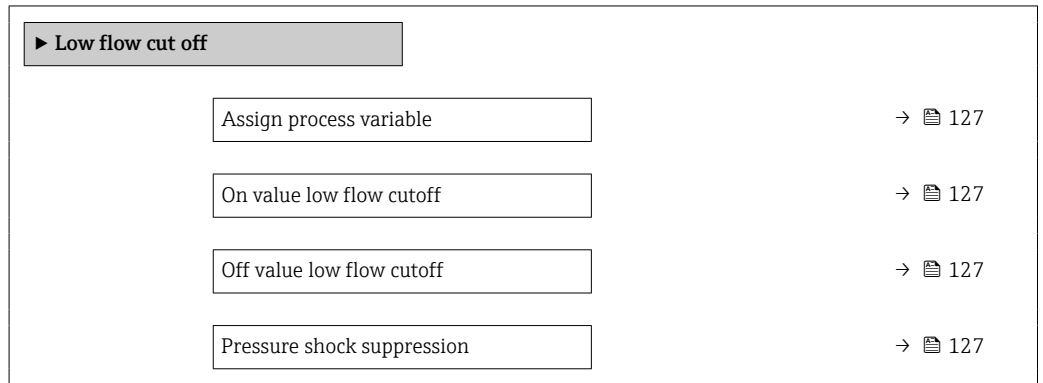 ► Low flow cut off
Assign process variable → 127
On value low flow cutoff → 127
Off value low flow cutoff → 127
Pressure shock suppression → 127